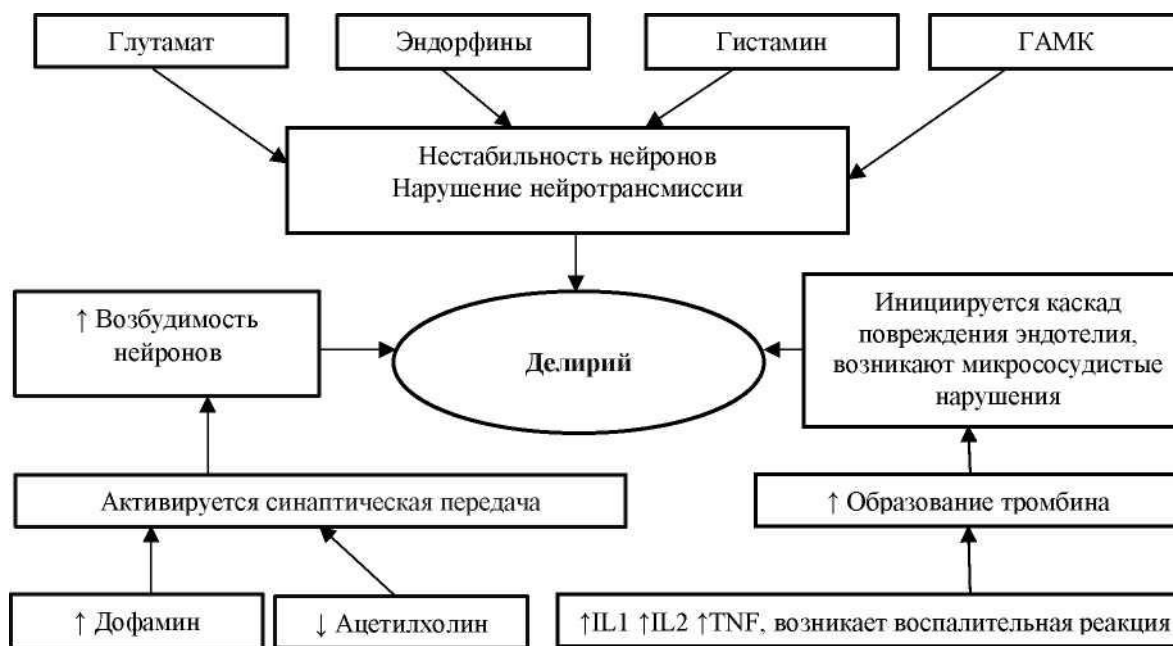 Глутамат
Эндорфины
Гистамин
ГАМК
Нестабильность нейронов
Нарушение нейротрансмиссии
↑ Возбудимость
нейронов
Делирий
Инициируется каскад
повреждения эндотелия,
возникают микрососудистые
нарушения
Активируется синаптическая передача
↑ Образование тромбина
↑ Дофамин
↓ Ацетилхолин
↑IL1 ↑IL2 ↑TNF, возникает воспалительная реакция